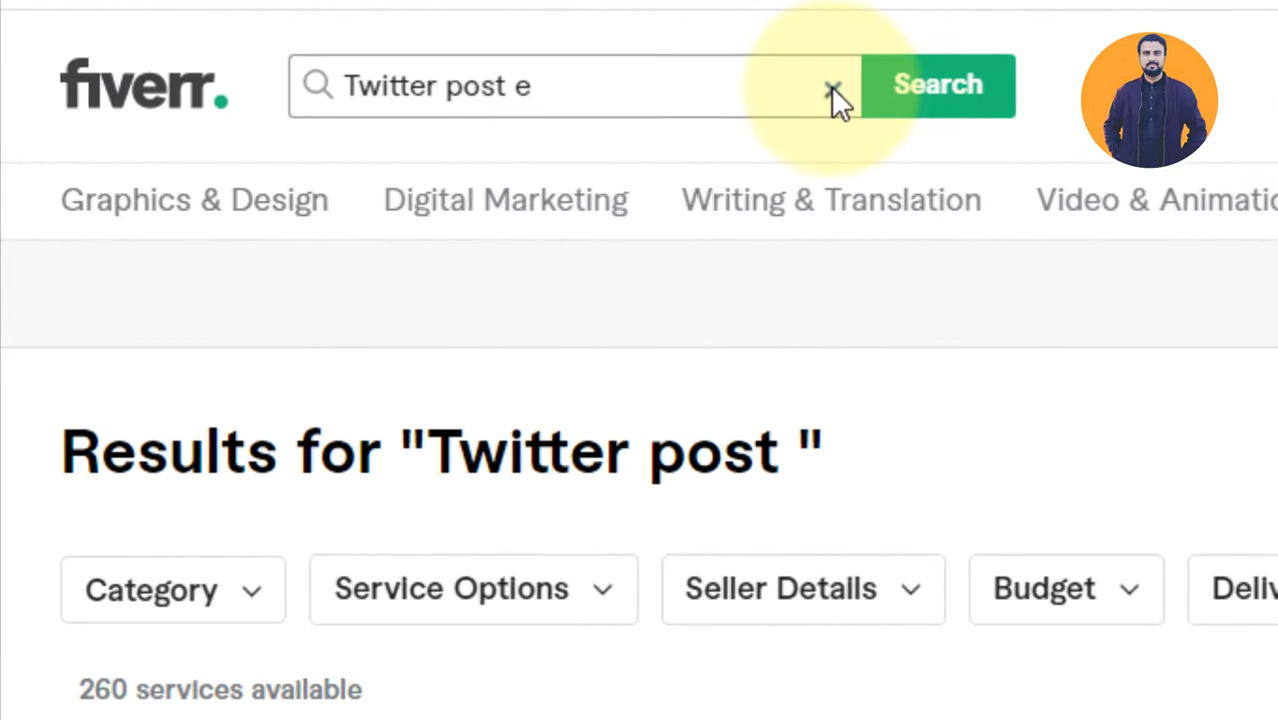 fiverr.
Twitter post e
Search
Graphics & Design Digital Marketing Writing & Translation Video & Animatic
Results for "Twitter post "
Category Service Options Seller Details Budget Deliv
260 services available